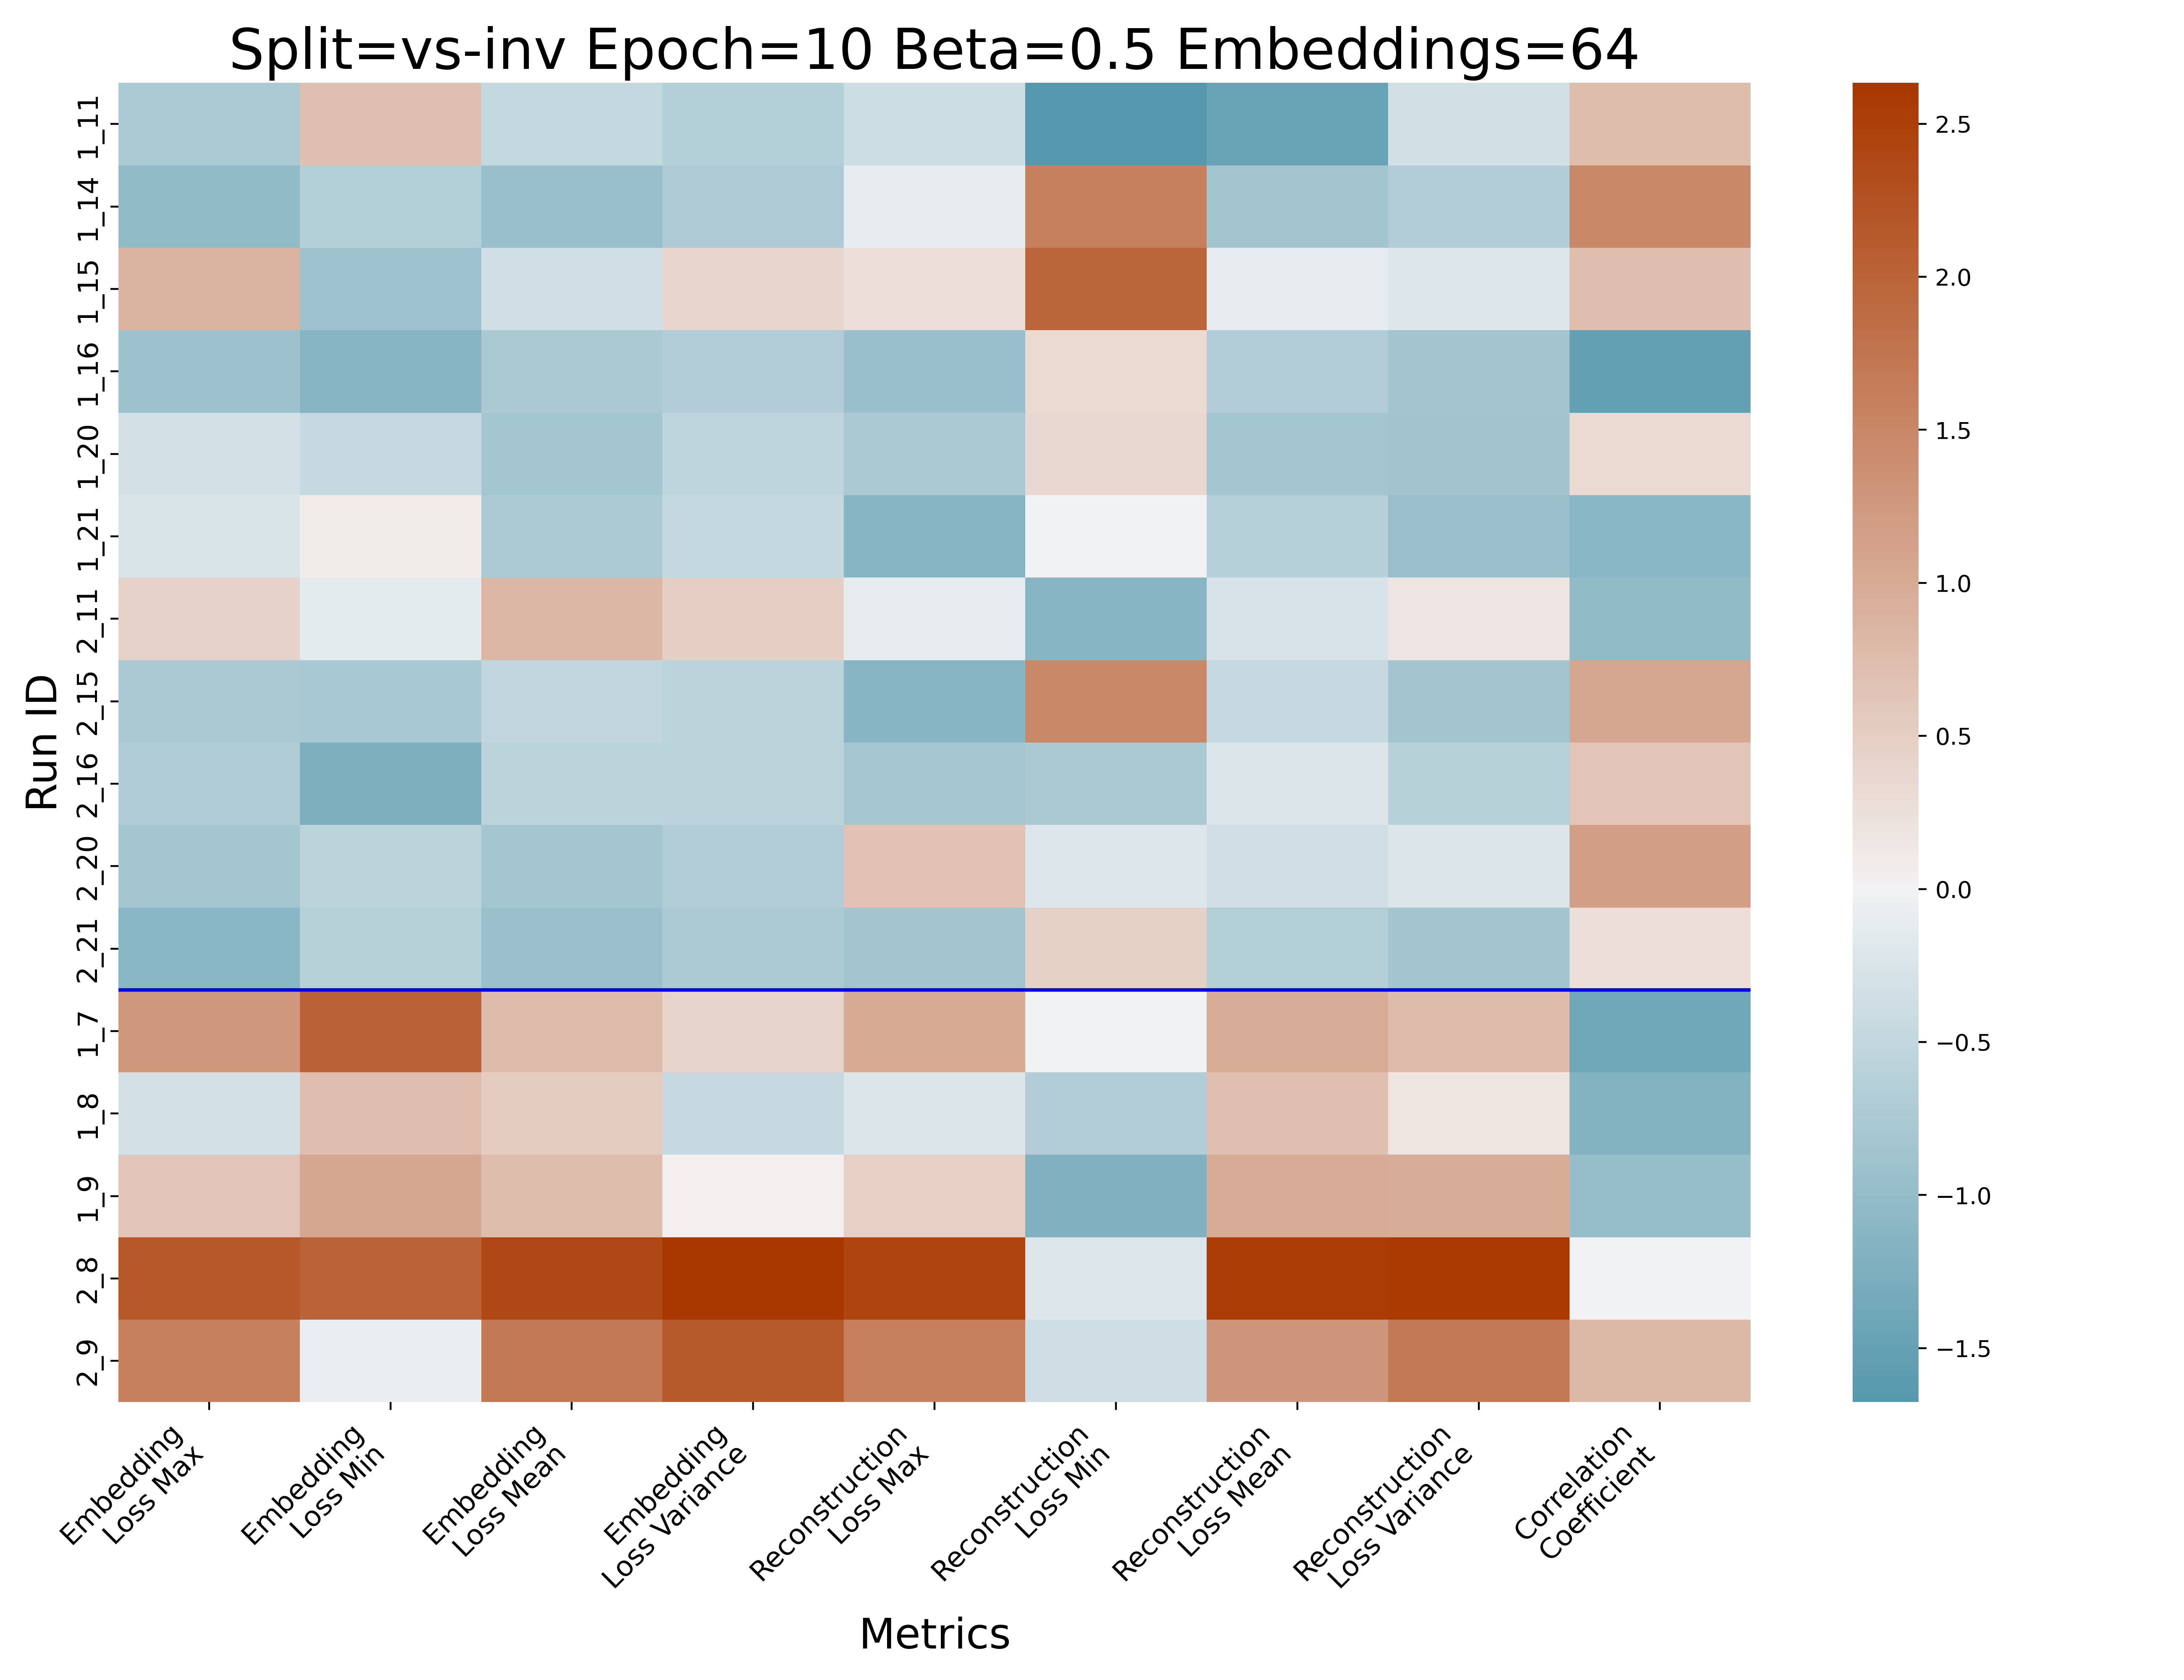 Split=vs-inv Epoch=10 Beta=0.5 Embeddings=64
Run ID
1_11
1_14
1_15
1_16
1_20
1_21
2_11
2_15
2_16
2_20
2_21
1_7
1_8
1_9
2_8
2_9
Embedding
Loss Max
Embedding
Loss Min
Embedding
Loss Mean
Embedding
Loss Variance
Reconstruction
Loss Max
Reconstruction
Loss Min
Reconstruction
Loss Mean
Reconstruction
Loss Variance
Correlation
Coefficient
Metrics
2.5
2.0
1.5
1.0
0.5
0.0
−0.5
−1.0
−1.5